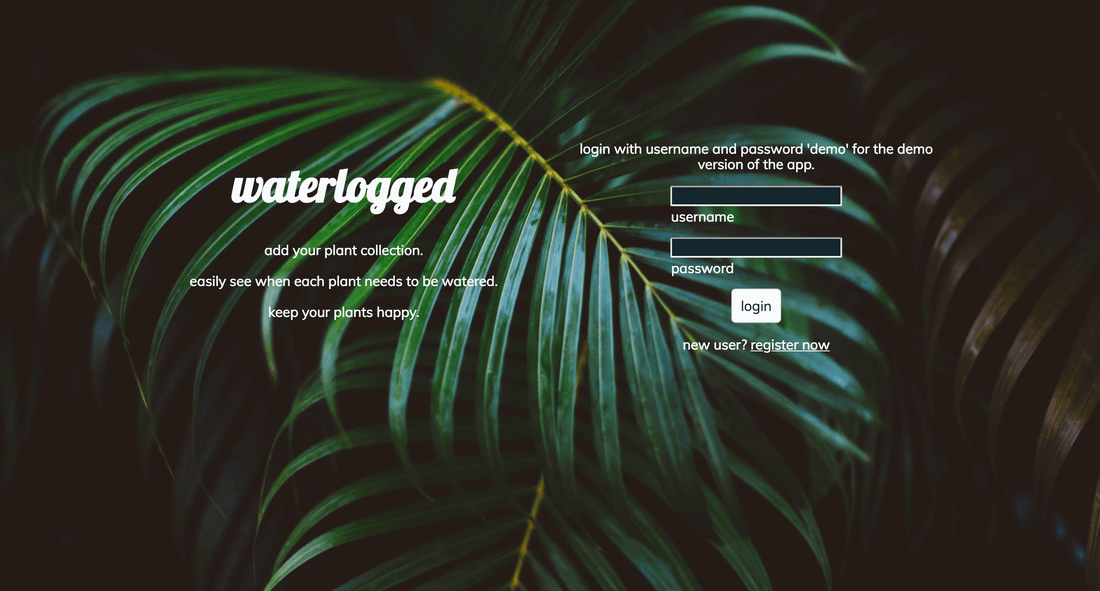 waterlogged
add your plant collection.
easily see when each plant needs to be watered.
keep your plants happy.
login with username and password 'demo' for the demo
version of the app.
username
password
login
new user? register now